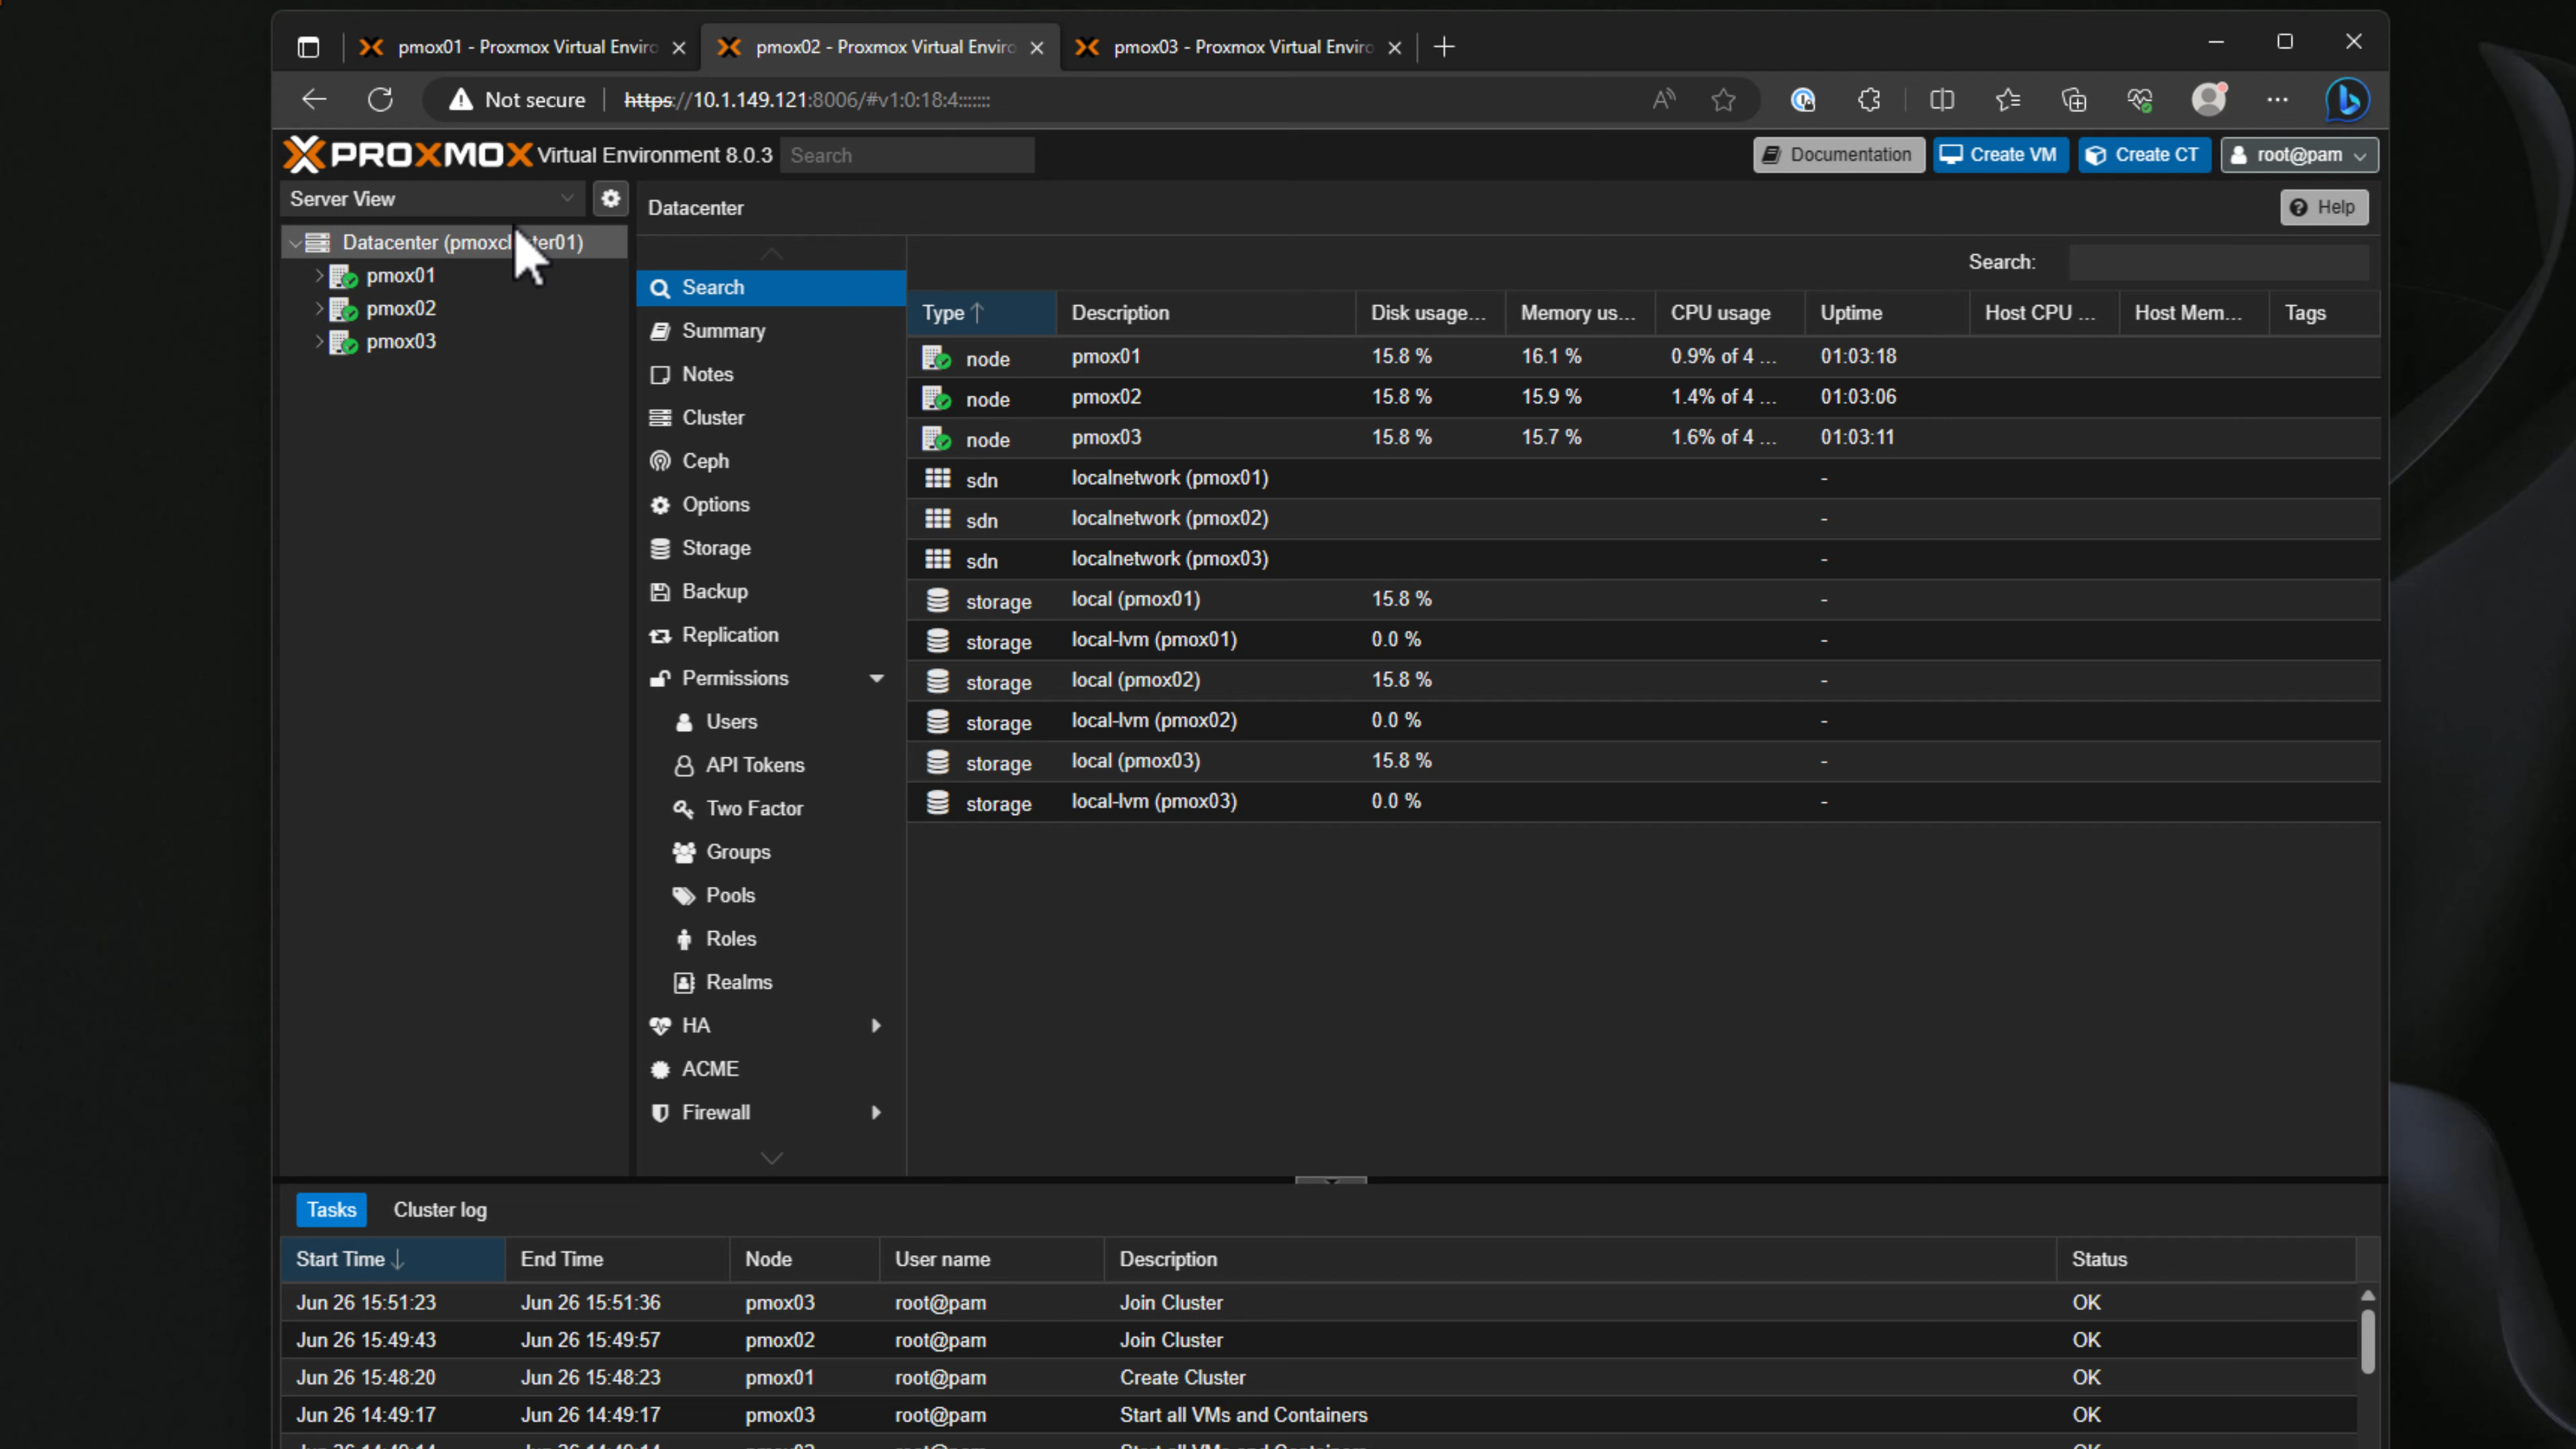 pmox01 - Proxmox Virtual Enviro
pmox02 - Proxmox Virtual Enviro
pmox03 - Proxmox Virtual Enviro
Not secure
https://10.1.149.121:8006/#v1:0:18:4:::::::
PROXMOX Virtual Environment 8.0.3
Search
Documentation
Create VM
Create CT
root@pam
Server View
Datacenter
Help
Datacenter (pmoxcl ter01)
pmox01
pmox02
pmox03
Search
Summary
Notes
Cluster
Ceph
Options
Storage
Backup
Replication
Permissions
Users
API Tokens
Two Factor
Groups
Pools
Roles
Realms
HA
ACME
Firewall
Search:
Type Description Disk usage... Memory us... CPU usage Uptime Host CPU ... Host Mem... Tags
node pmox01 15.8 % 16.1 % 0.9% of 4 ... 01:03:18
node pmox02 15.8 % 15.9 % 1.4% of 4 ... 01:03:06
node pmox03 15.8 % 15.7 % 1.6% of 4 ... 01:03:11
sdn localnetwork (pmox01) -
sdn localnetwork (pmox02) -
sdn localnetwork (pmox03) -
storage local (pmox01) 15.8 % -
storage local-lvm (pmox01) 0.0 % -
storage local (pmox02) 15.8 % -
storage local-lvm (pmox02) 0.0 % -
storage local (pmox03) 15.8 % -
storage local-lvm (pmox03) 0.0 % -
Tasks Cluster log
Start Time End Time Node User name Description Status
Jun 26 15:51:23 Jun 26 15:51:36 pmox03 root@pam Join Cluster OK
Jun 26 15:49:43 Jun 26 15:49:57 pmox02 root@pam Join Cluster OK
Jun 26 15:48:20 Jun 26 15:48:23 pmox01 root@pam Create Cluster OK
Jun 26 14:49:17 Jun 26 14:49:17 pmox03 root@pam Start all VMs and Containers OK